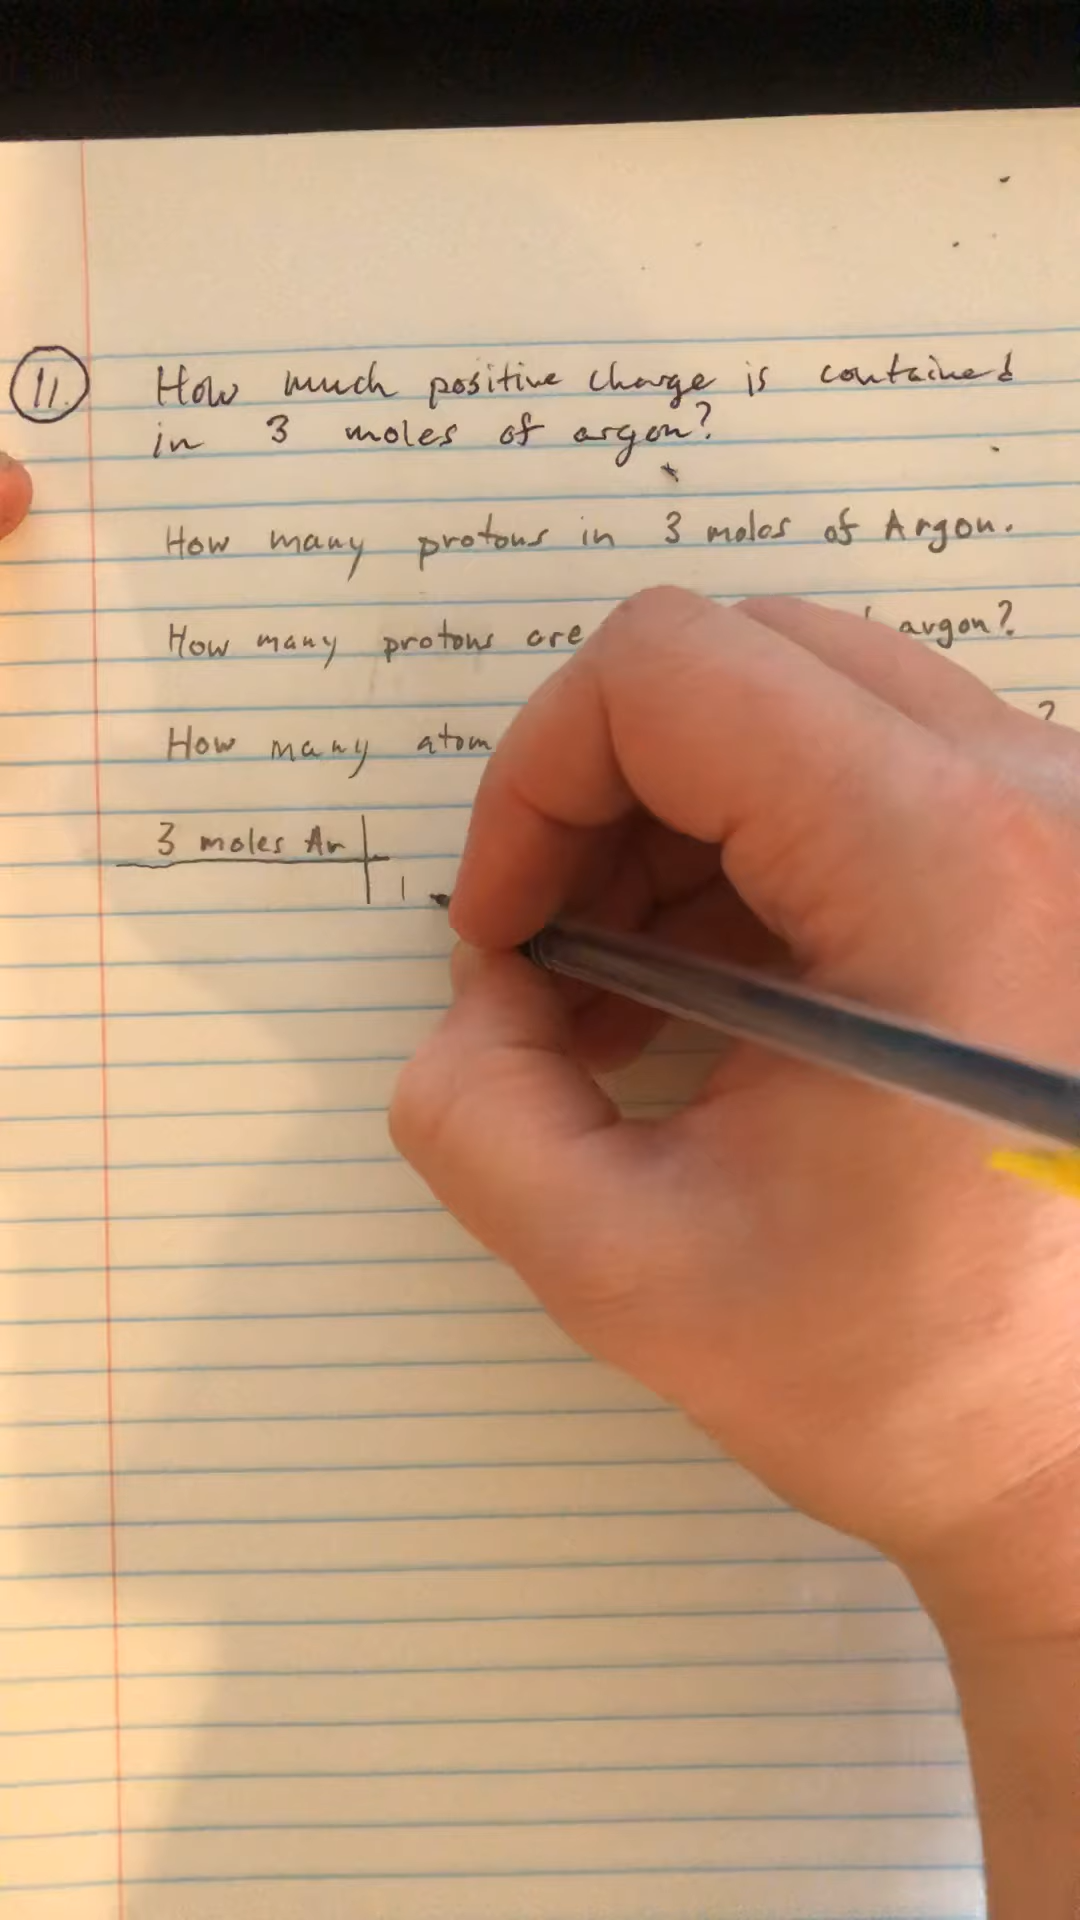 11. How much positive charge is contained
in 3 moles of argon?
How many protons in 3 moles of Argon.
How many protons are argon?
How many atom ?
3 moles Ar
1